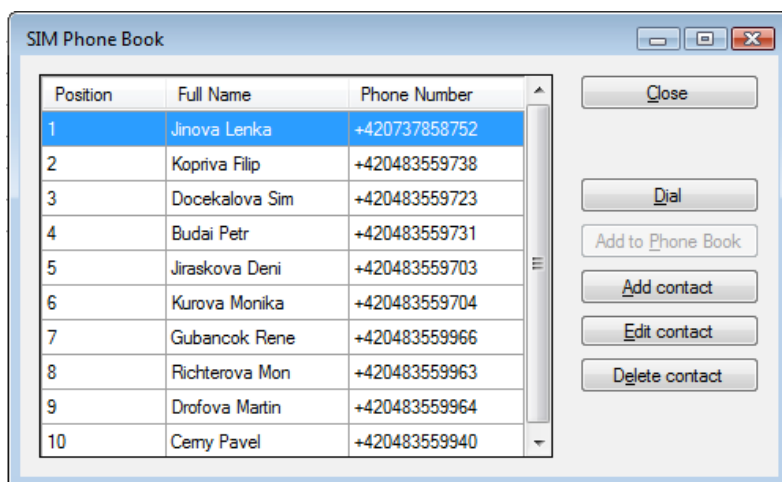 SIM Phone Book
Position Full Name Phone Number
1 Jinova Lenka +420737858752
2 Kopriva Filip +420483559738
3 Docekalova Sim +420483559723
4 Budai Petr +420483559731
5 Jiraskova Deni +420483559703
6 Kurova Monika +420483559704
7 Gubancok Rene +420483559966
8 Richterova Mon +420483559963
9 Drofova Martin +420483559964
10 Cerny Pavel +420483559940
Close
Dial
Add to Phone Book
Add contact
Edit contact
Delete contact